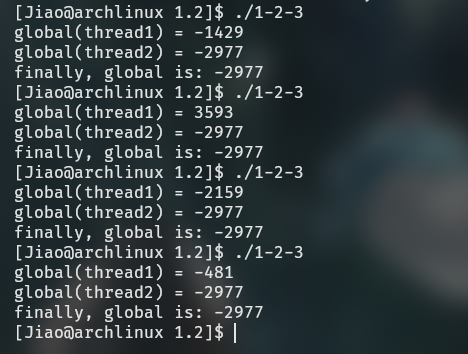 [Jiao@archlinux 1.2]$ ./1-2-3
global(thread1) = -1429
global(thread2) = -2977
finally, global is: -2977
[Jiao@archlinux 1.2]$ ./1-2-3
global(thread1) = 3593
global(thread2) = -2977
finally, global is: -2977
[Jiao@archlinux 1.2]$ ./1-2-3
global(thread1) = -2159
global(thread2) = -2977
finally, global is: -2977
[Jiao@archlinux 1.2]$ ./1-2-3
global(thread1) = -481
global(thread2) = -2977
finally, global is: -2977
[Jiao@archlinux 1.2]$